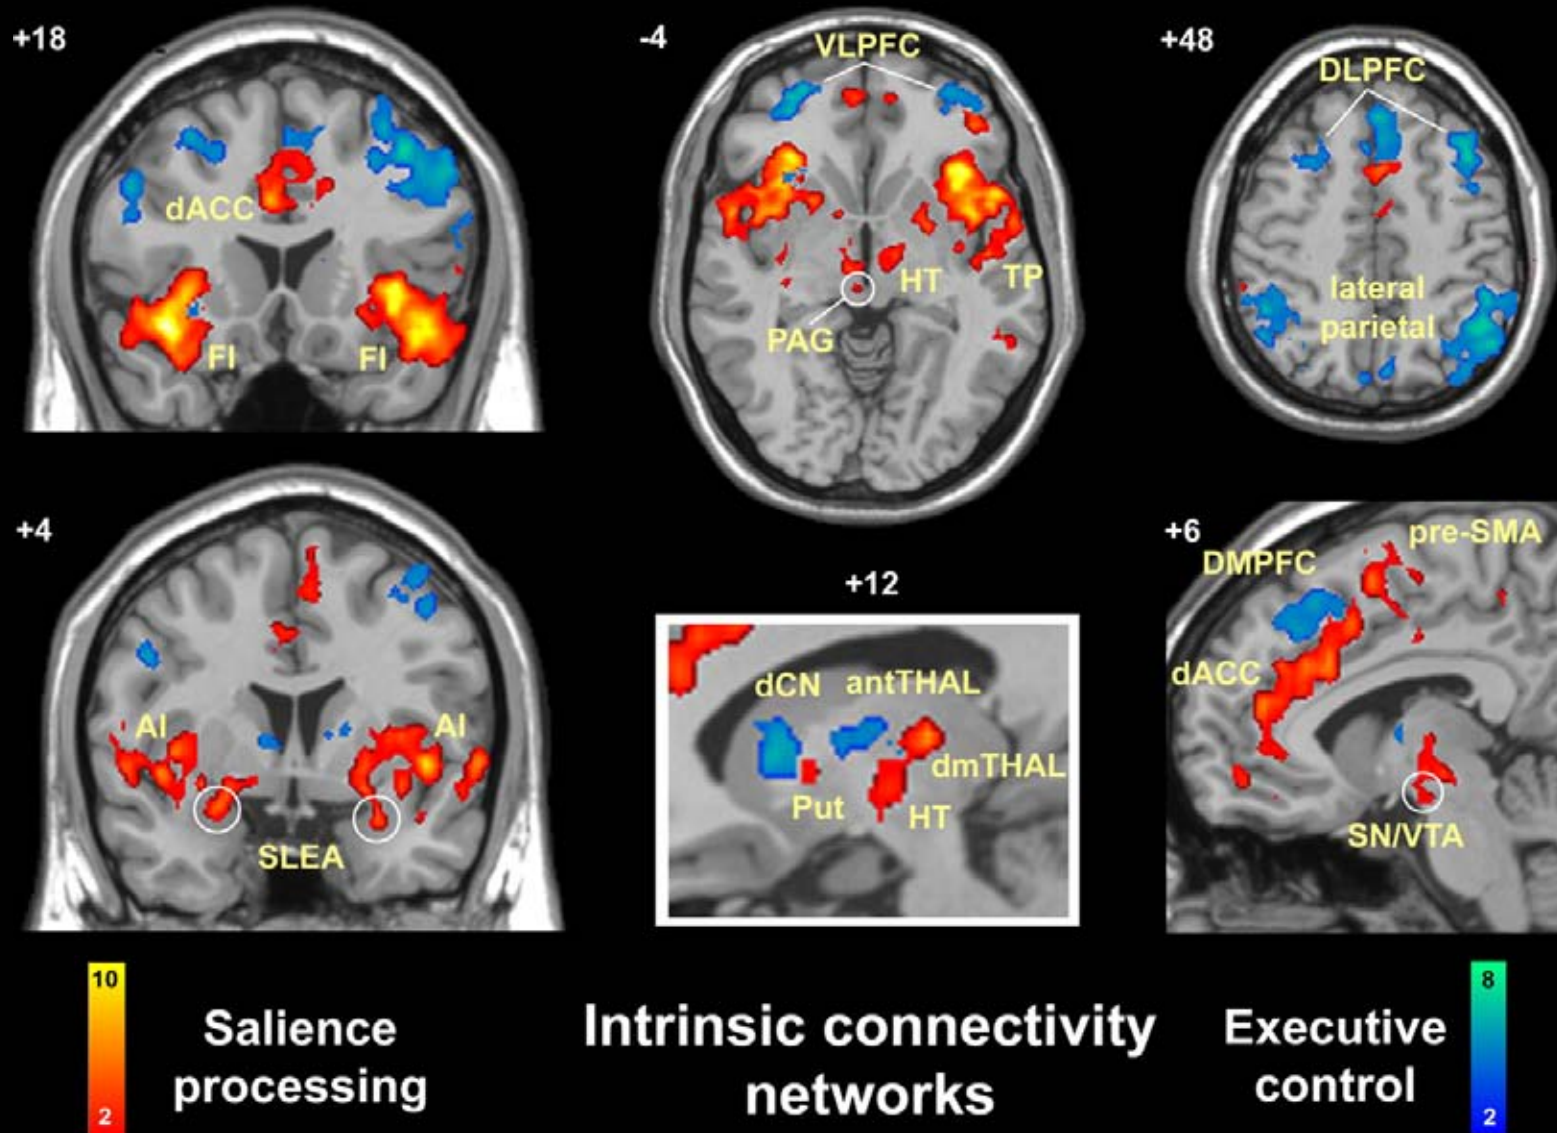 +18
dACC
FI
FI
-4
VLPFC
HT
TP
PAG
+48
DLPFC
lateral
parietal
+4
AI
AI
SLEA
+12
dCN
antTHAL
dmTHAL
Put
HT
+6
pre-SMA
DMPFC
dACC
SN/VTA
10
2
Salience
processing
Intrinsic connectivity
networks
Executive
control
8
2